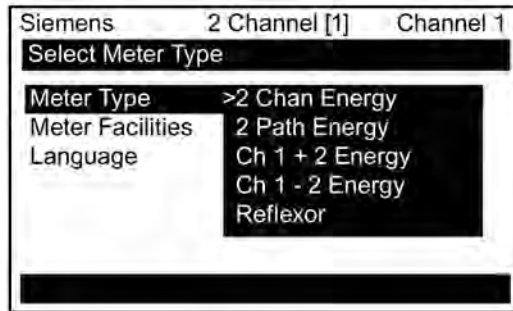 Siemens 2 Channel [1] Channel 1
Select Meter Type
Meter Type >2 Chan Energy
Meter Facilities 2 Path Energy
Language Ch 1 + 2 Energy
Ch 1 - 2 Energy
Reflexor